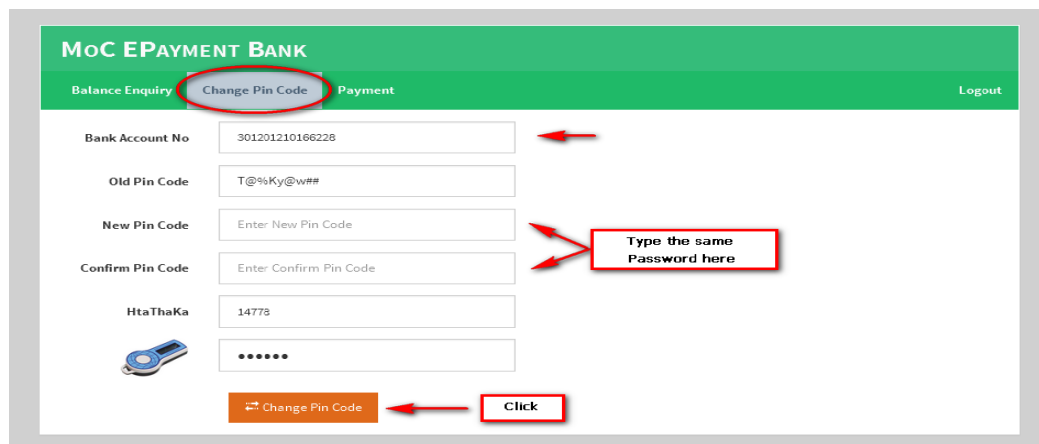 MOC EPAYMENT BANK
Balance Enquiry Change Pin Code Payment Logout
Bank Account No 301201210166228
Old Pin Code T@%Ky@w##
New Pin Code Enter New Pin Code
Type the same
Password here
Confirm Pin Code Enter Confirm Pin Code
HtaThaKa 14778
••••••
Change Pin Code Click